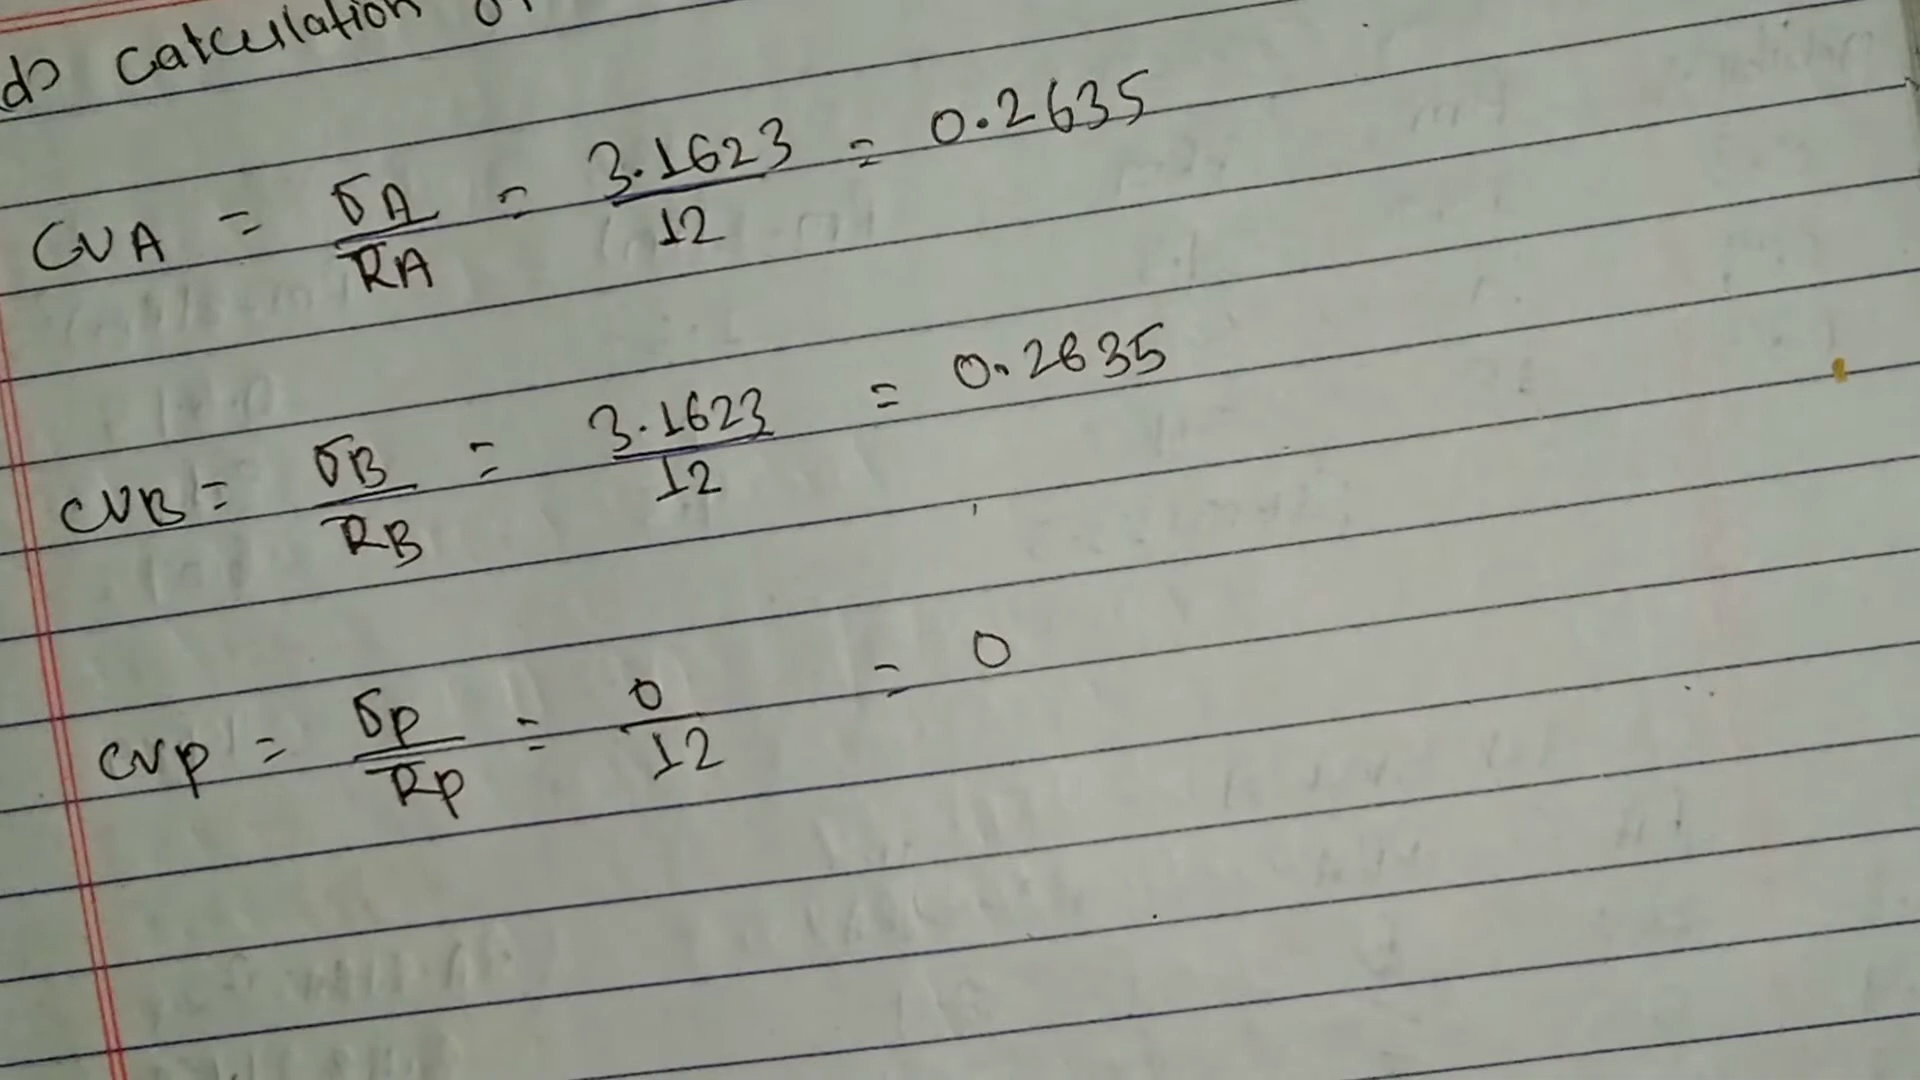 d) Calculation
CVA = σA / R̅A = 3.1623 / 12 = 0.2635
CVB = σB / R̅B = 3.1623 / 12 = 0.2635
CVP = σP / R̅P = 0 / 12 = 0